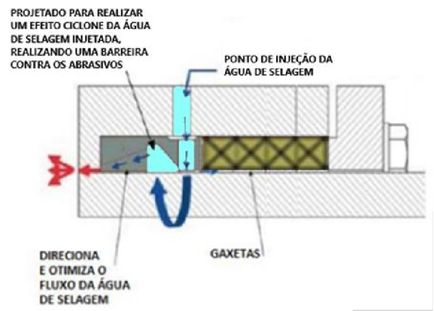 PROJETADO PARA REALIZAR
UM EFEITO CICLONE DA ÁGUA
DE SELAGEM INJETADA,
REALIZANDO UMA BARREIRA
CONTRA OS ABRASIVOS
PONTO DE INJEÇÃO DA
ÁGUA DE SELAGEM
DIRECIONA
E OTIMIZA O
FLUXO DA ÁGUA
DE SELAGEM
GAXETAS